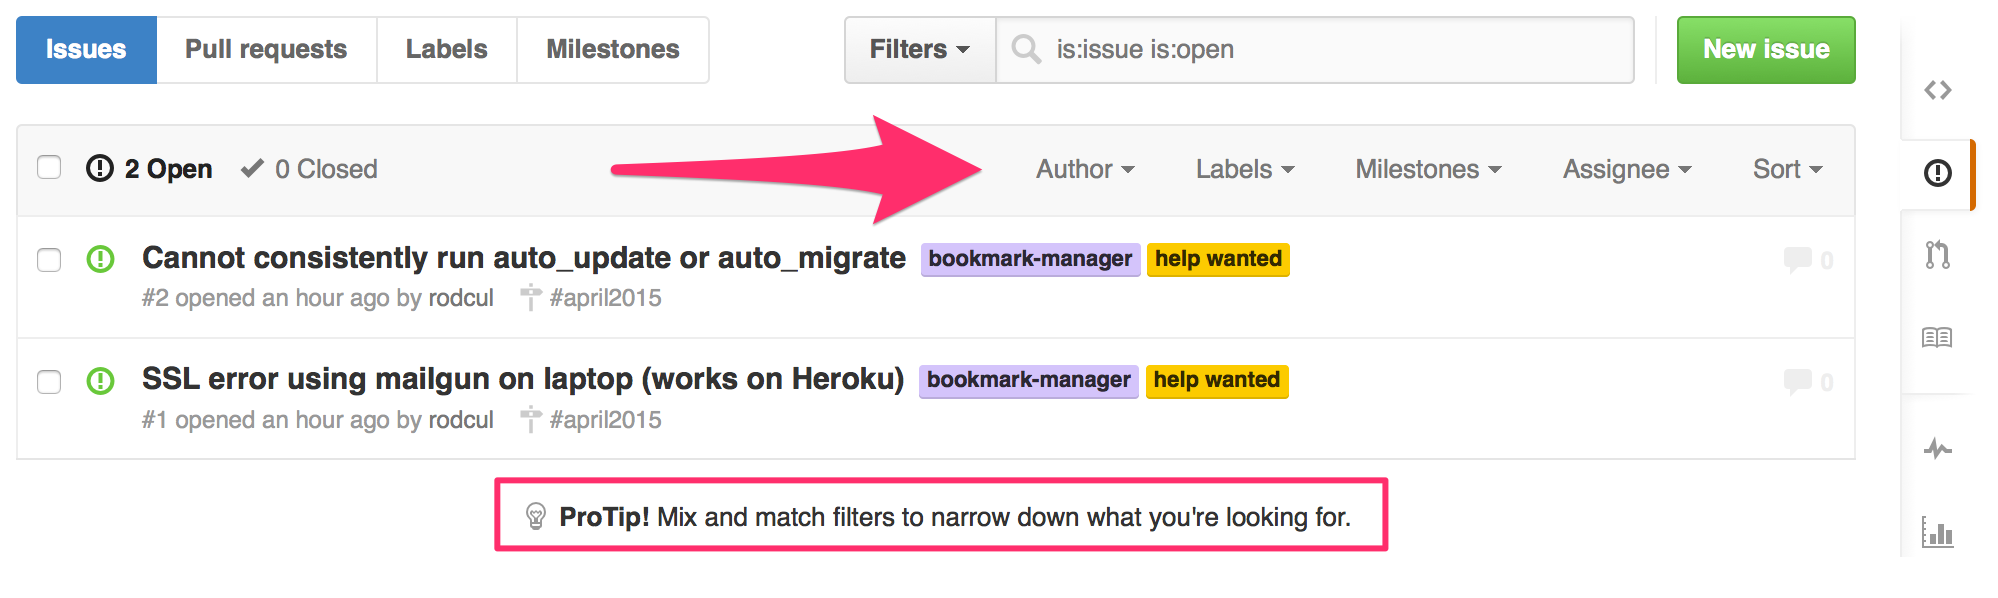 Issues Pull requests Labels Milestones Filters is:issue is:open New issue
2 Open 0 Closed Author Labels Milestones Assignee Sort
Cannot consistently run auto_update or auto_migrate bookmark-manager help wanted 0
#2 opened an hour ago by rodcul #april2015
SSL error using mailgun on laptop (works on Heroku) bookmark-manager help wanted 0
#1 opened an hour ago by rodcul #april2015
ProTip! Mix and match filters to narrow down what you're looking for.